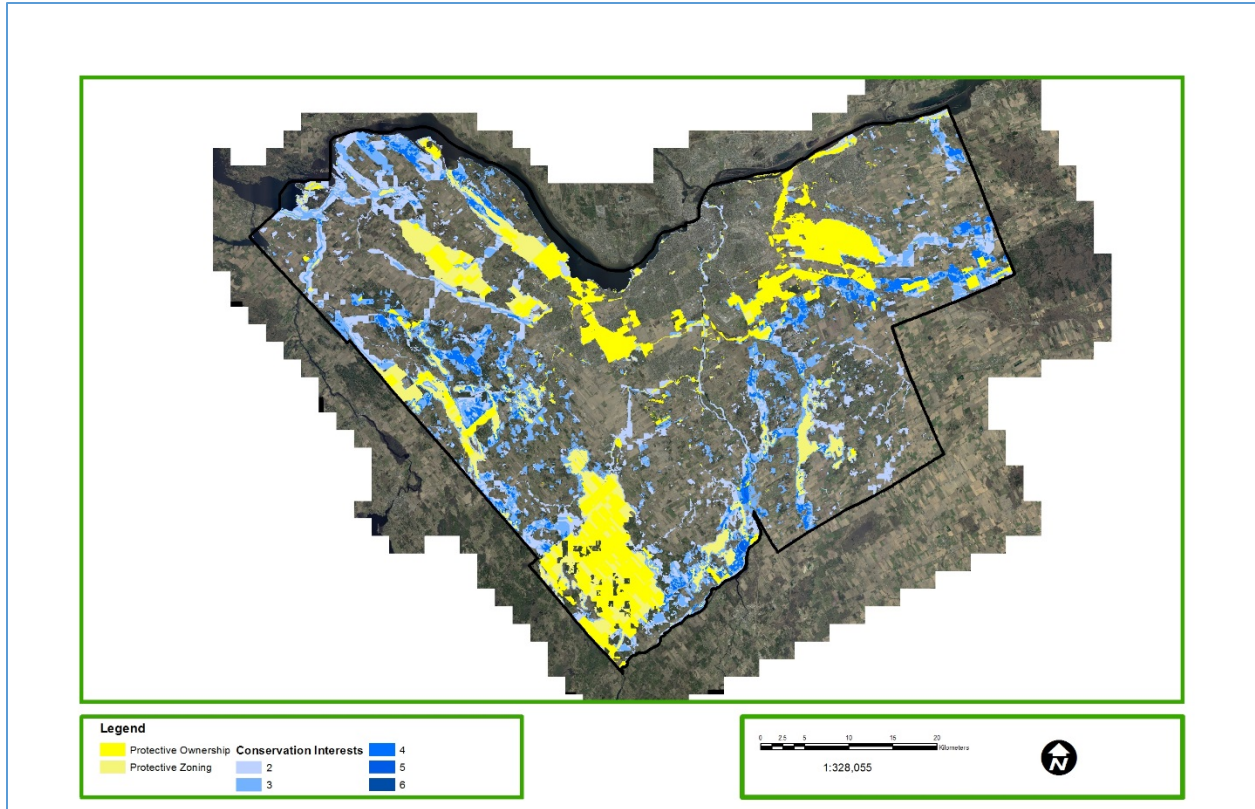 Legend
Protective Ownership
Protective Zoning
Conservation Interests
2
3
4
5
6
0 2.5 5 10 15 20
Kilometers
1:328,055
N